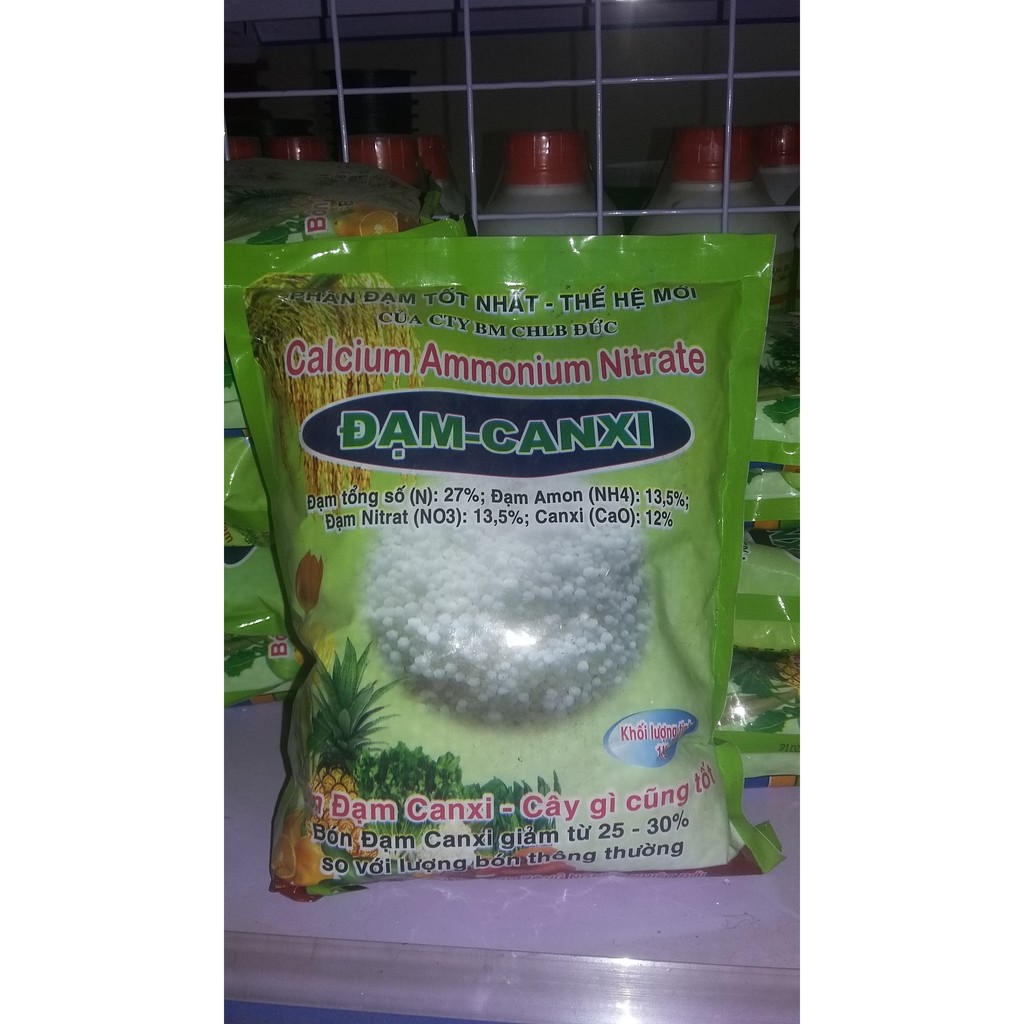 PHÂN ĐẠM TỐT NHẤT - THẾ HỆ MỚI
CỦA CTY BM CHLB ĐỨC
Calcium Ammonium Nitrate
ĐẠM-CANXI
Đạm tổng số (N): 27%; Đạm Amon (NH4): 13,5%;
Đạm Nitrat (NO3): 13,5%; Canxi (CaO): 12%
Khối lượng
Đạm Canxi - Cây gì cũng tốt
Bón Đạm Canxi giảm từ 25 - 30%
so với lượng bón thông thường